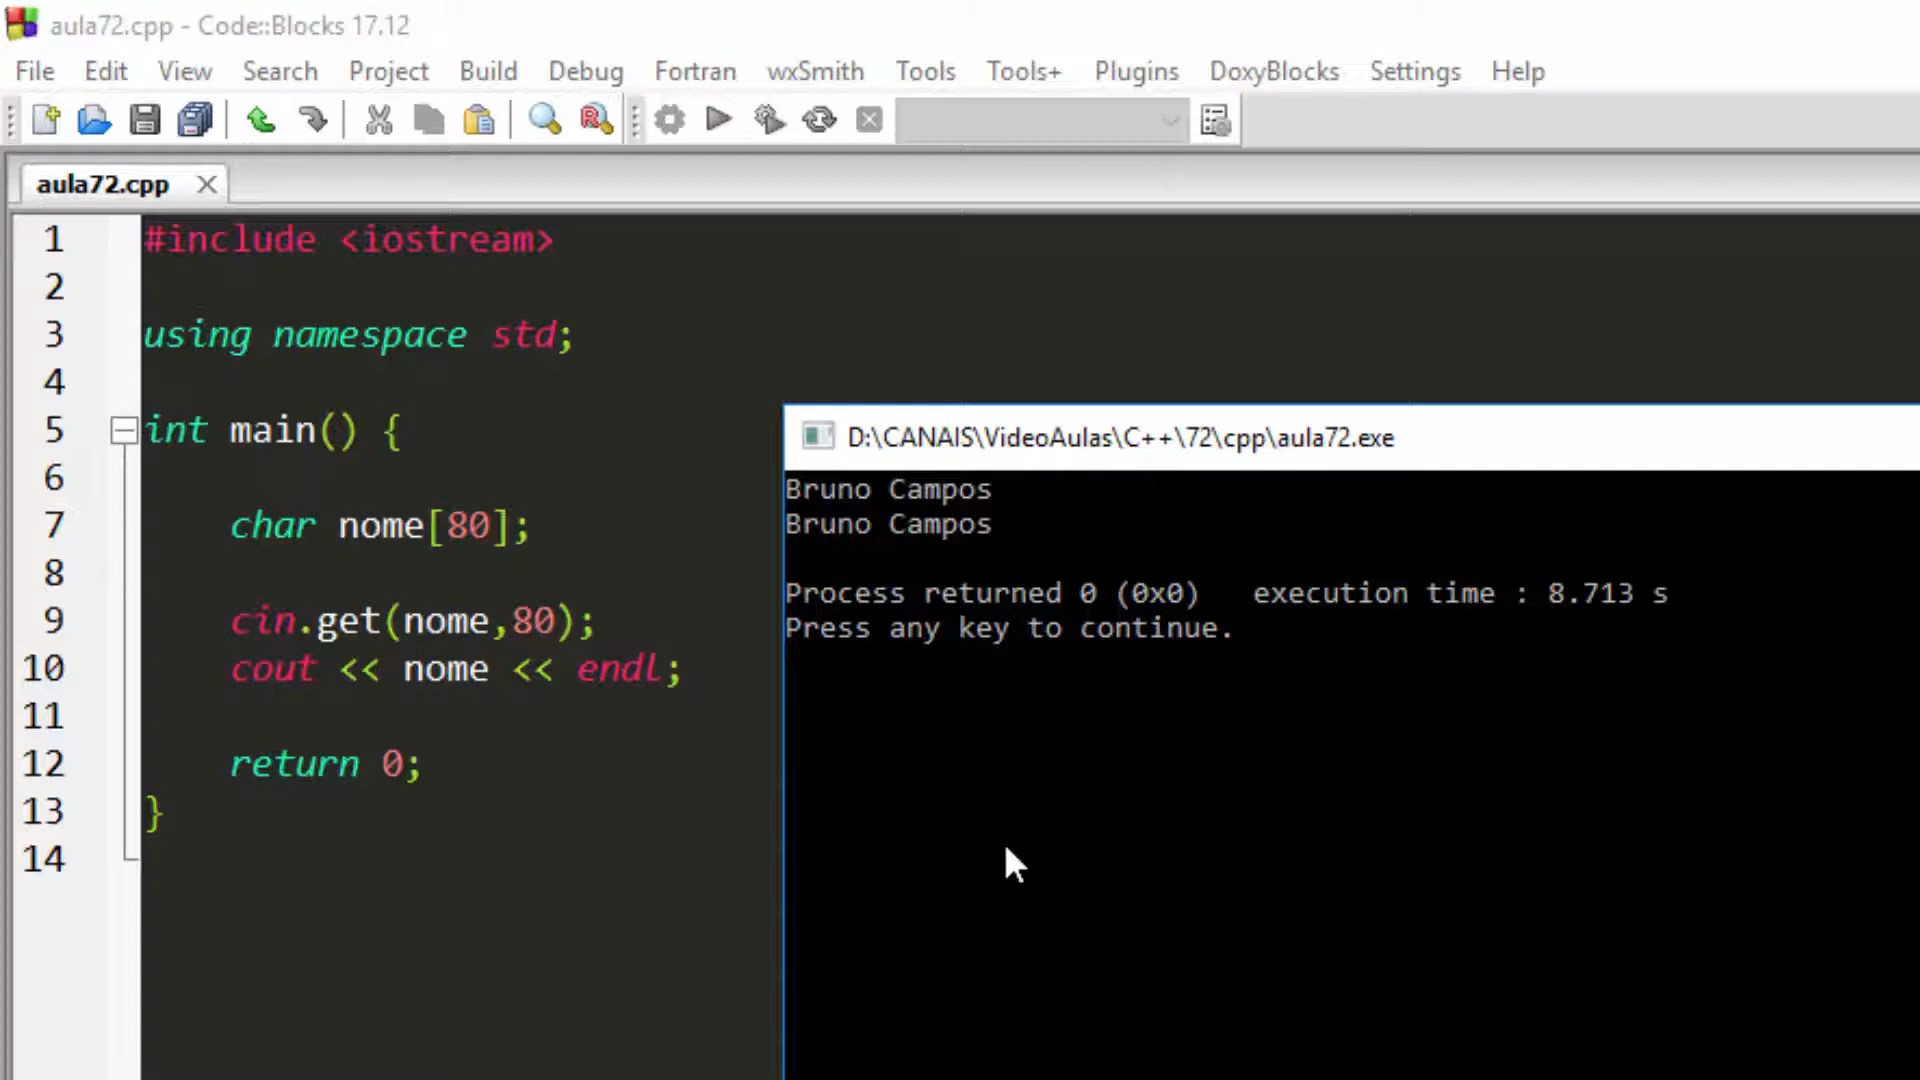 aula72.cpp - Code::Blocks 17.12
File Edit View Search Project Build Debug Fortran wxSmith Tools Tools+ Plugins DoxyBlocks Settings Help
aula72.cpp
1 #include <iostream>
2
3 using namespace std;
4
5 int main() {
6
7 char nome[80];
8
9 cin.get(nome,80);
10 cout << nome << endl;
11
12 return 0;
13 }
14
D:\CANAIS\VideoAulas\C++\72\cpp\aula72.exe
Bruno Campos
Bruno Campos
Process returned 0 (0x0) execution time : 8.713 s
Press any key to continue.